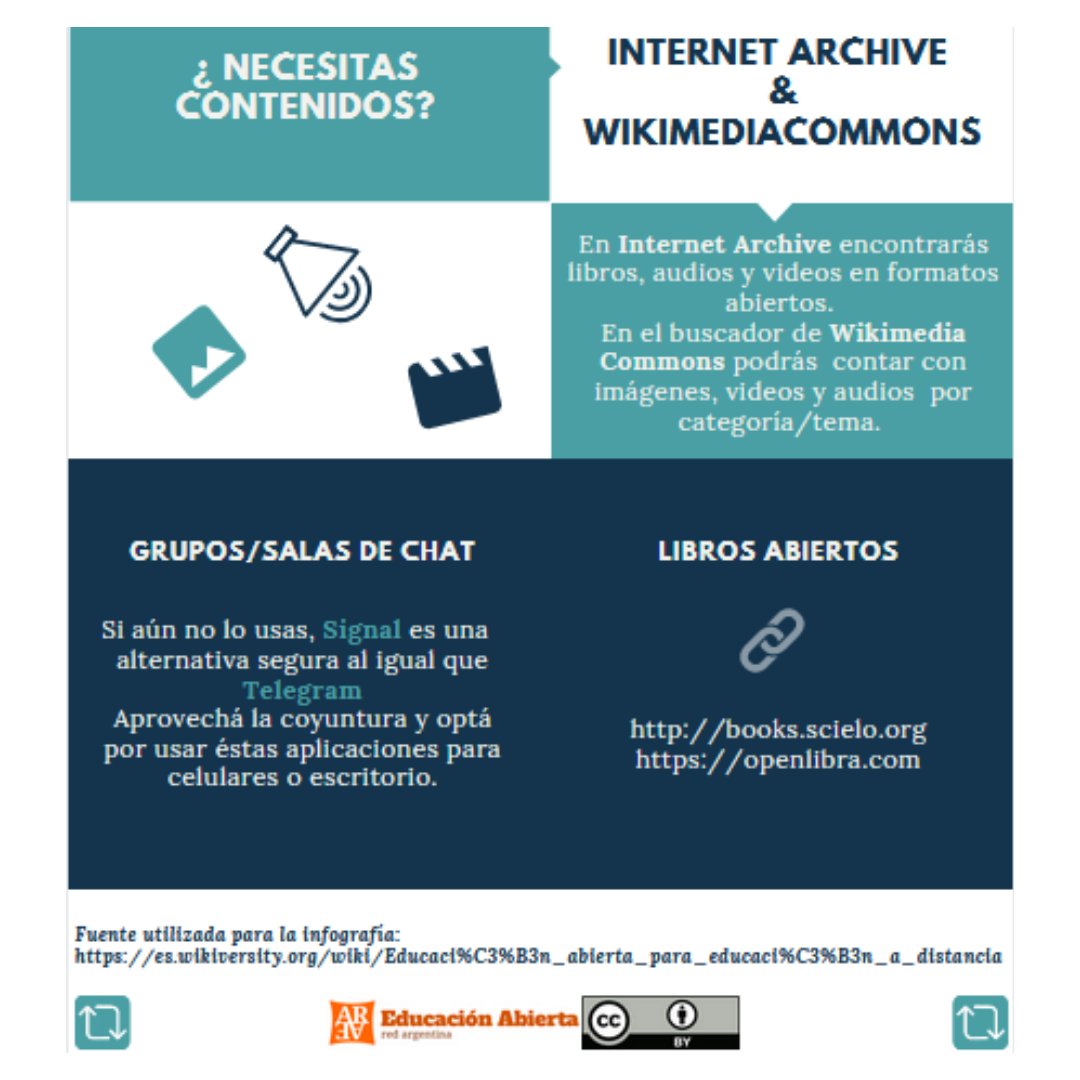 ¿ NECESITAS
CONTENIDOS?
INTERNET ARCHIVE
&
WIKIMEDIACOMMONS
En Internet Archive encontrarás
libros, audios y videos en formatos
abiertos.
En el buscador de Wikimedia
Commons podrás contar con
imágenes, videos y audios por
categoría/tema.
GRUPOS/SALAS DE CHAT
Si aún no lo usas, Signal es una
alternativa segura al igual que
Telegram
Aprovechá la coyuntura y optá
por usar éstas aplicaciones para
celulares o escritorio.
LIBROS ABIERTOS
http://books.scielo.org
https://openlibra.com
Fuente utilizada para la infografía:
https://es.wikiversity.org/wiki/Educaci%C3%B3n_abierta_para_educaci%C3%B3n_a_distancia
Educación Abierta
red argentina
cc
BY